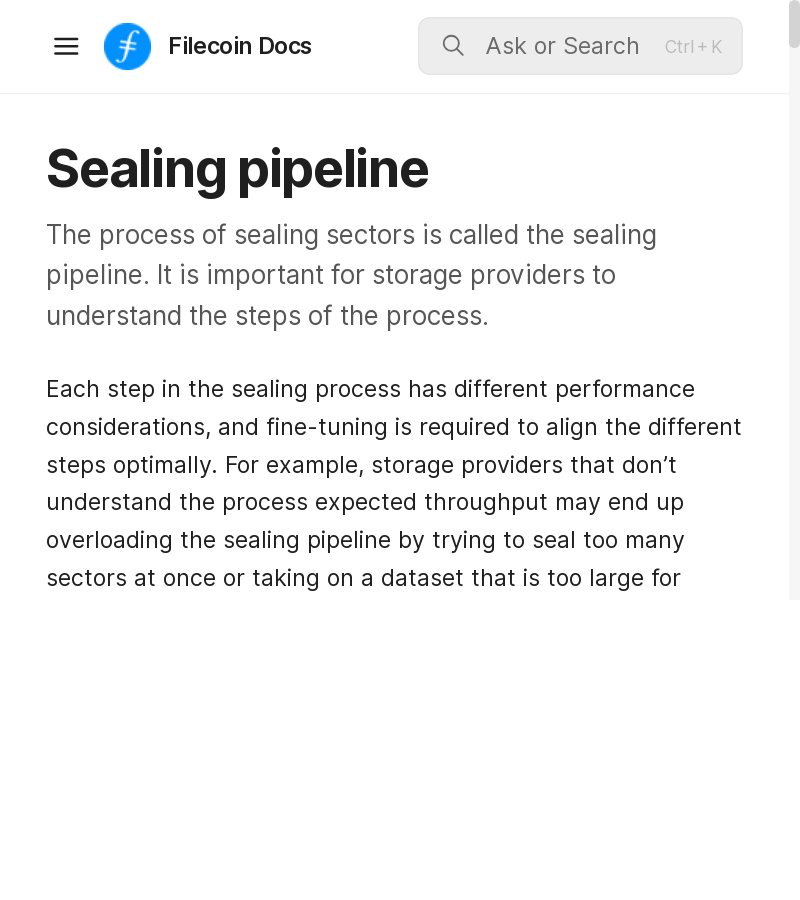 Filecoin Docs
Ask or Search
Ctrl + K
Sealing pipeline
The process of sealing sectors is called the sealing
pipeline. It is important for storage providers to
understand the steps of the process.
Each step in the sealing process has different performance
considerations, and fine-tuning is required to align the different
steps optimally. For example, storage providers that don’t
understand the process expected throughput may end up
overloading the sealing pipeline by trying to seal too many
sectors at once or taking on a dataset that is too large for